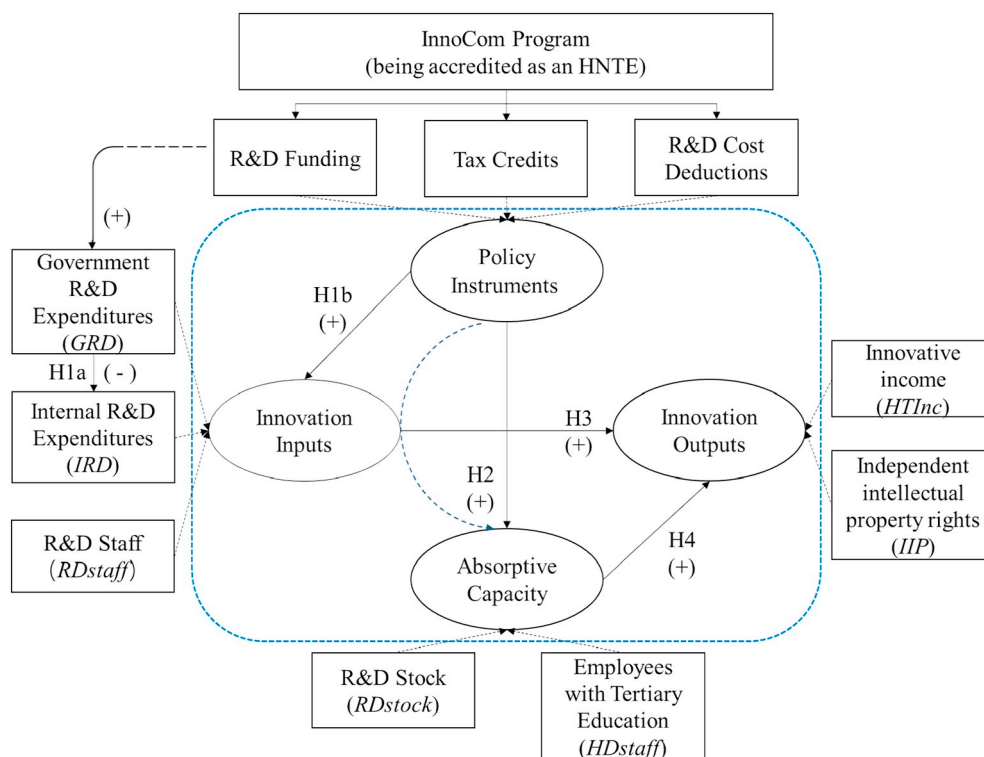 InnoCom Program
(being accredited as an HNTE)
R&D Funding
Tax Credits
R&D Cost
Deductions
(+)
Government
R&D
Expenditures
(GRD)
H1a
( - )
Internal R&D
Expenditures
(IRD)
R&D Staff
(RDstaff)
Policy
Instruments
H1b
(+)
Innovation
Inputs
H3
(+)
Innovation
Outputs
H2
(+)
H4
(+)
Absorptive
Capacity
Innovative
income
(HTInc)
Independent
intellectual
property rights
(IIP)
R&D Stock
(RDstock)
Employees
with Tertiary
Education
(HDstaff)